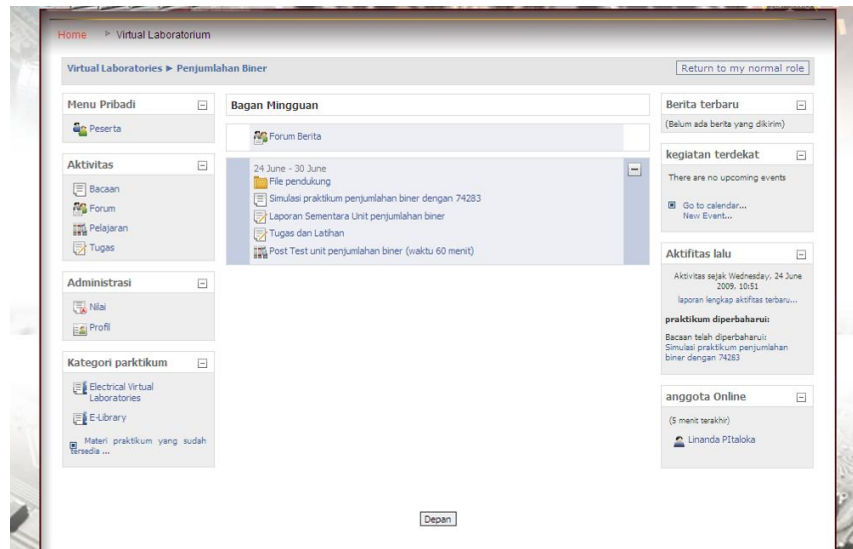 Home Virtual Laboratorium
Virtual Laboratories ► Penjumlahan Biner
Return to my normal role
Menu Pribadi
Peserta
Aktivitas
Bacaan
Forum
Pelajaran
Tugas
Administrasi
Nilai
Profil
Kategori parktikum
Electrical Virtual
Laboratories
E-Library
Materi praktikum yang sudah
tersedia ...
Bagan Mingguan
Forum Berita
24 June - 30 June
File pendukung
Simulasi praktikum penjumlahan biner dengan 74283
Laporan Sementara Unit penjumlahan biner
Tugas dan Latihan
Post Test unit penjumlahan biner (waktu 60 menit)
Berita terbaru
(Belum ada berita yang dikirim)
kegiatan terdekat
There are no upcoming events
Go to calendar...
New Event...
Aktifitas lalu
Aktivitas sejak Wednesday, 24 June
2009, 10:51
laporan lengkap aktifitas terbaru...
praktikum diperbaharui:
Bacaan telah diperbaharui:
Simulasi praktikum penjumlahan
biner dengan 74283
anggota Online
(5 menit terakhir)
Linanda PItaloka
Depan